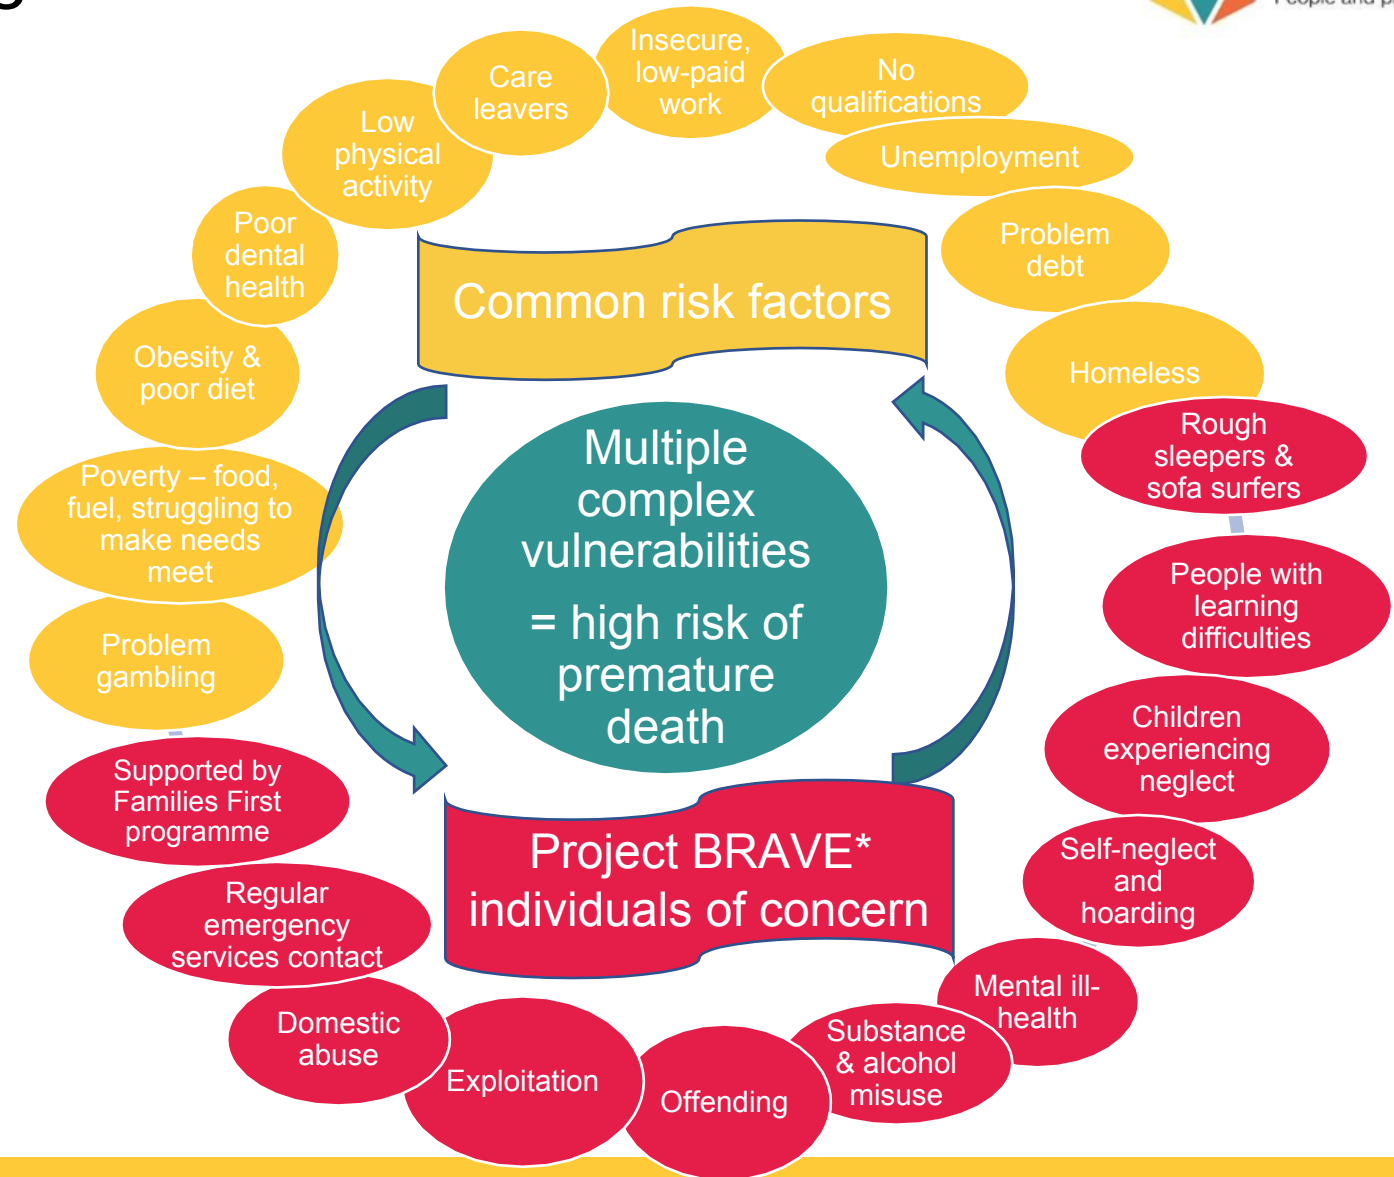 People and
Insecure,
low-paid
work
No
qualifications
Unemployment
Problem
debt
Homeless
Rough
sleepers &
sofa surfers
People with
learning
difficulties
Children
experiencing
neglect
Self-neglect
and
hoarding
Mental ill-
health
Substance
& alcohol
misuse
Offending
Exploitation
Domestic
abuse
Regular
emergency
services contact
Supported by
Families First
programme
Problem
gambling
Poverty – food,
fuel, struggling to
make needs
meet
Obesity &
poor diet
Poor
dental
health
Low
physical
activity
Care
leavers
Common risk factors
Multiple
complex
vulnerabilities
= high risk of
premature
death
Project BRAVE*
individuals of concern